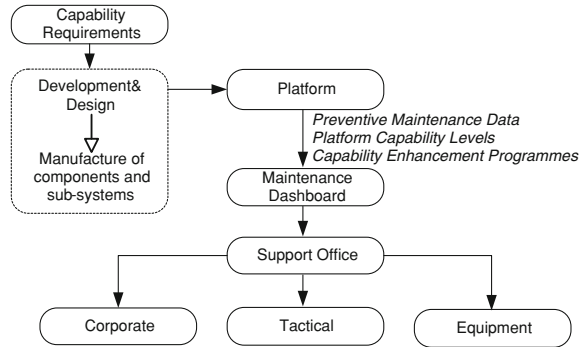 Capability
Requirements
Development&
Design
Manufacture of
components and
sub-systems
Platform
Preventive Maintenance Data
Platform Capability Levels
Capability Enhancement Programmes
Maintenance
Dashboard
Support Office
Corporate
Tactical
Equipment